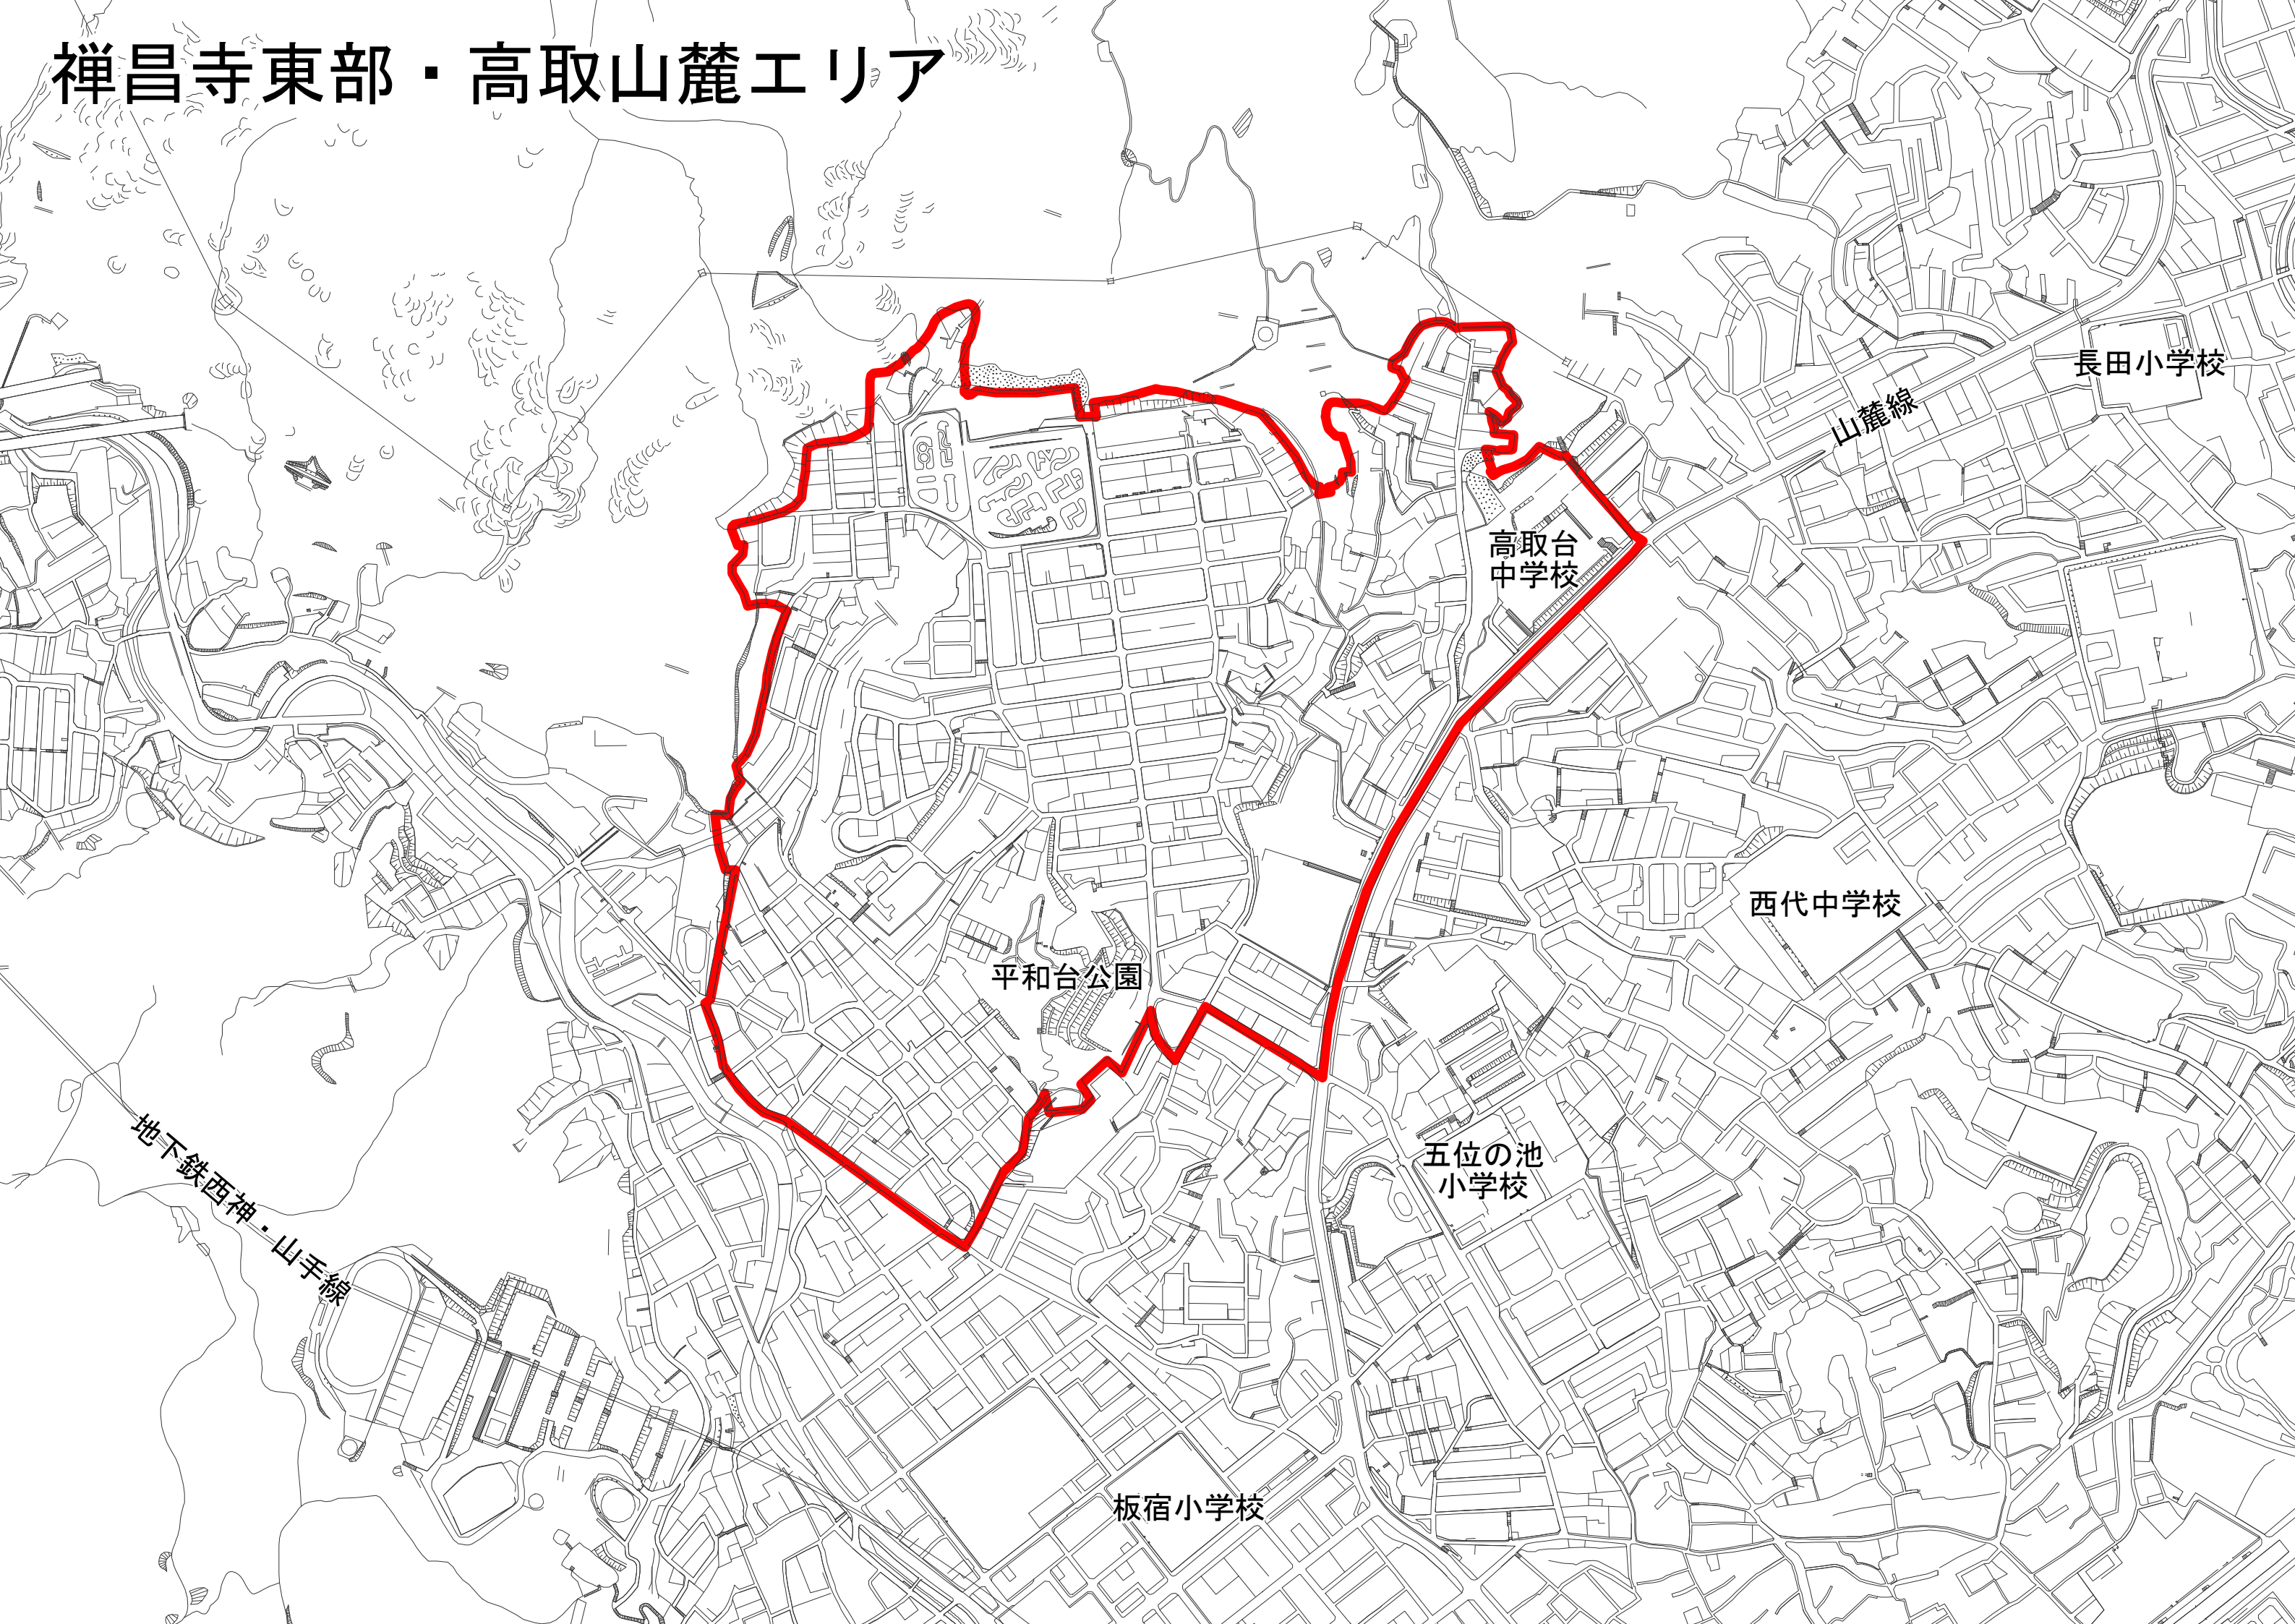 禅昌寺東部・高取山麓エリア
長田小学校
山麓線
高取台
中学校
西代中学校
平和台公園
地下鉄西神・山手線
五位の池
小学校
板宿小学校